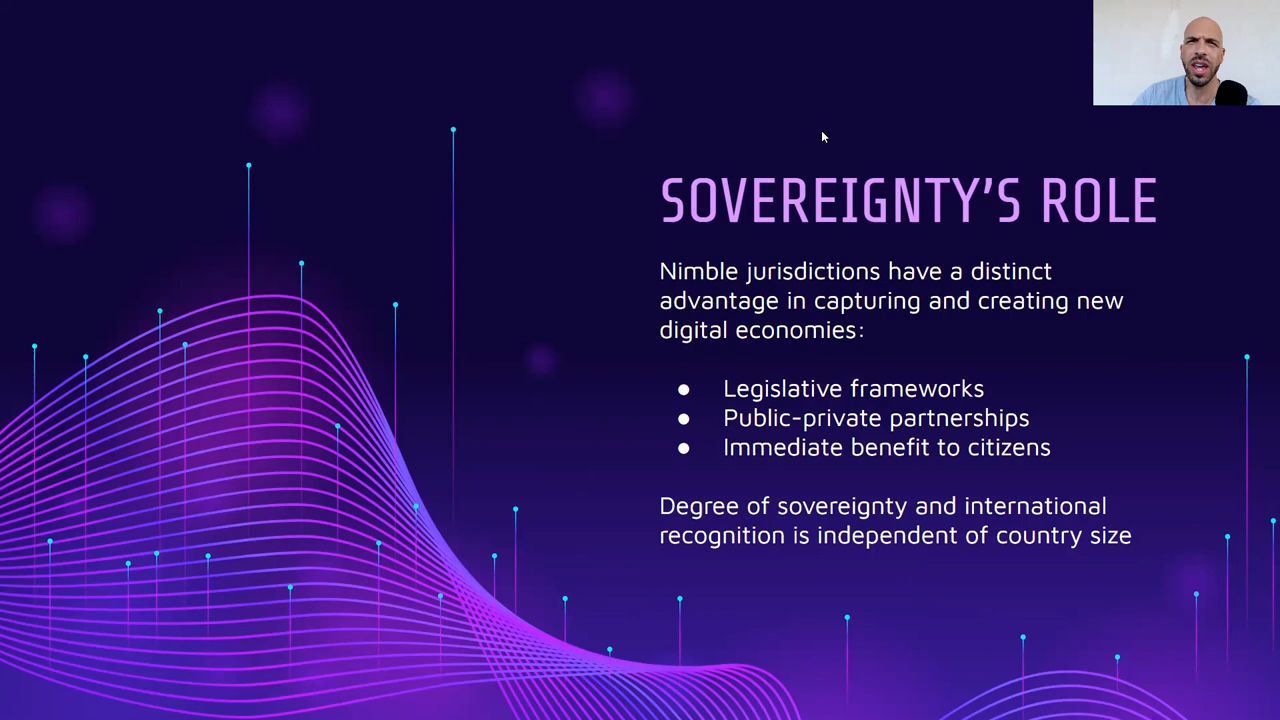 SOVEREIGNTY’S ROLE
Nimble jurisdictions have a distinct
advantage in capturing and creating new
digital economies:
● Legislative frameworks
● Public-private partnerships
● Immediate benefit to citizens
Degree of sovereignty and international
recognition is independent of country size